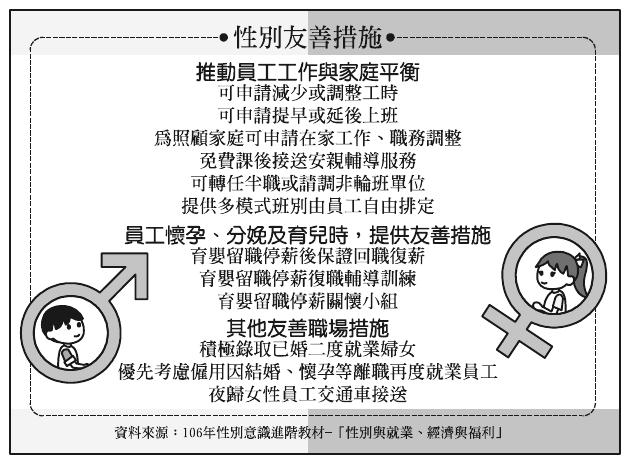 •性別友善措施•
推動員工工作與家庭平衡
可申請減少或調整工時
可申請提早或延後上班
為照顧家庭可申請在家工作、職務調整
免費課後接送安親輔導服務
可轉任半職或請調非輪班單位
提供多模式班別由員工自由排定
員工懷孕、分娩及育兒時，提供友善措施
育嬰留職停薪後保證回職復薪
育嬰留職停薪復職輔導訓練
育嬰留職停薪關懷小組
其他友善職場措施
積極錄取已婚二度就業婦女
優先考慮僱用因結婚、懷孕等離職再度就業員工
夜歸女性員工交通車接送
資料來源：106年性別意識進階教材-「性別與就業、經濟與福利」